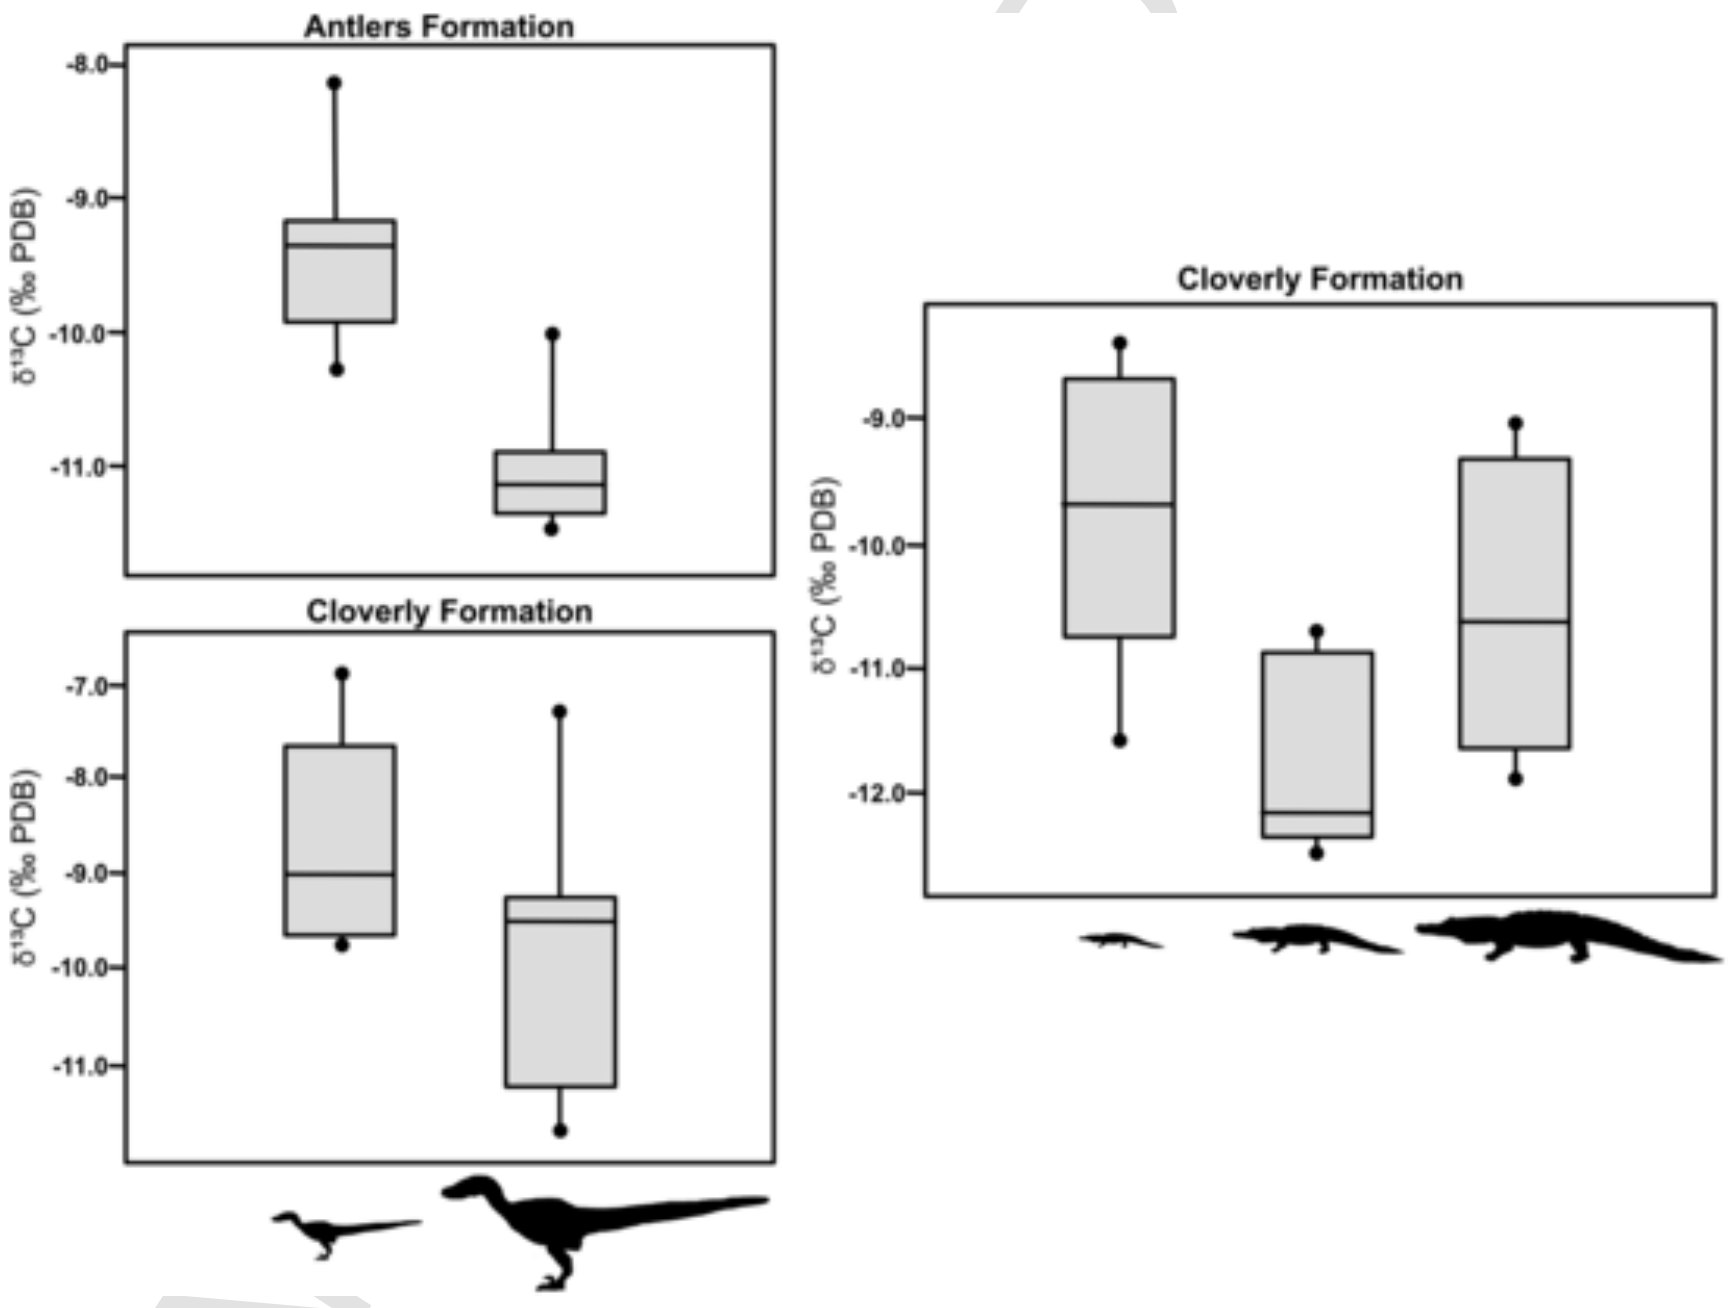 Antlers Formation
-8.0
-9.0
-10.0
-11.0
δ¹³C (‰ PDB)
Cloverly Formation
-7.0
-8.0
-9.0
-10.0
-11.0
δ¹³C (‰ PDB)
Cloverly Formation
-9.0
-10.0
-11.0
-12.0
δ¹³C (‰ PDB)